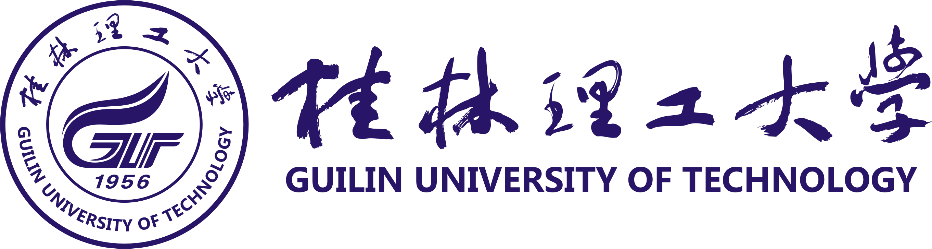 桂林理工大学
GUT
1956
GUILIN UNIVERSITY OF TECHNOLOGY
桂林理工大学
GUILIN UNIVERSITY OF TECHNOLOGY